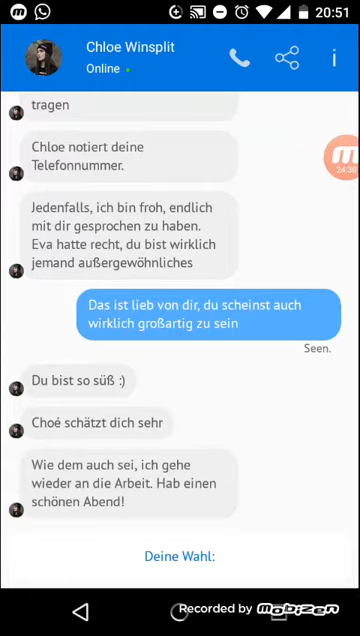 20:51
Chloe Winsplit
Online
tragen
Chloe notiert deine
Telefonnummer.
24:30
Jedenfalls, ich bin froh, endlich
mit dir gesprochen zu haben.
Eva hatte recht, du bist wirklich
jemand außergewöhnliches
Das ist lieb von dir, du scheinst auch
wirklich großartig zu sein
Seen.
Du bist so süß :)
Choé schätzt dich sehr
Wie dem auch sei, ich gehe
wieder an die Arbeit. Hab einen
schönen Abend!
Deine Wahl:
Recorded by mobizen